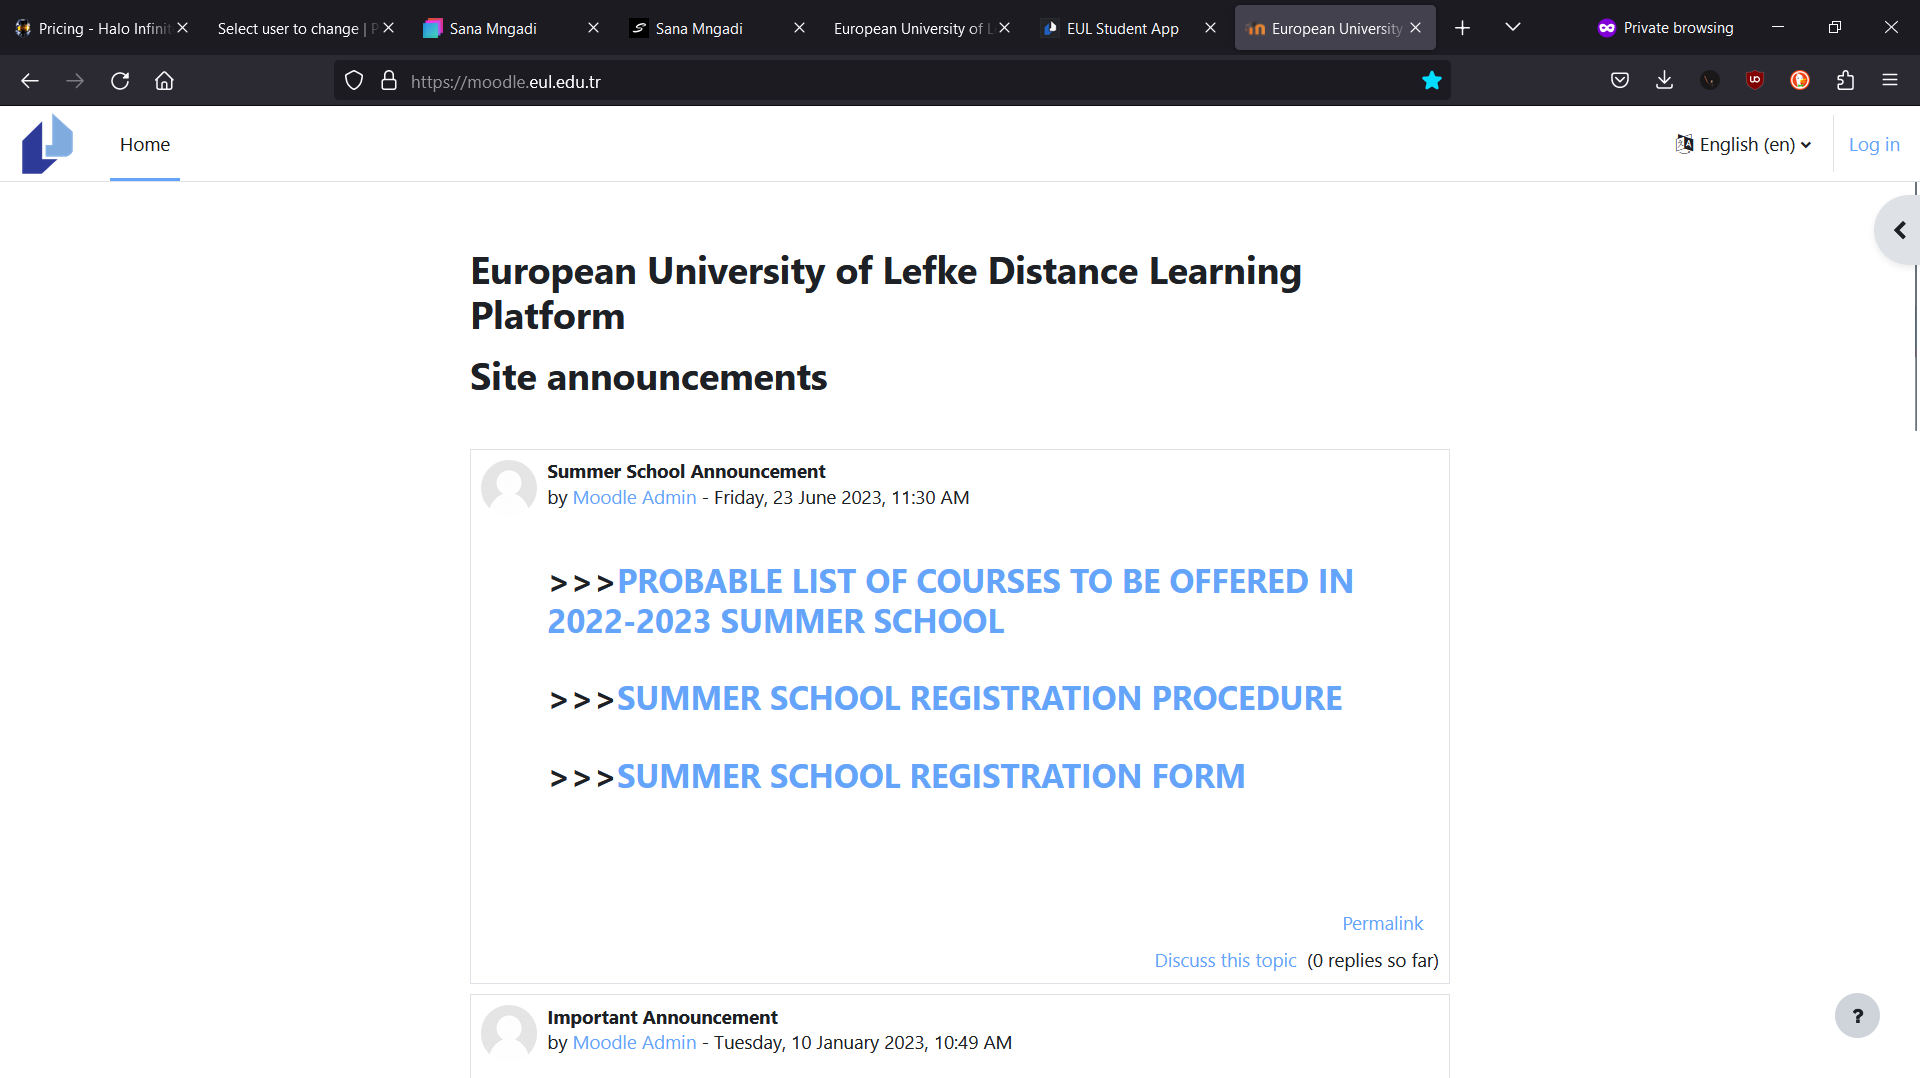 Pricing - Halo Infinit
Select user to change | P
Sana Mngadi
Sana Mngadi
European University of L
EUL Student App
European University
Private browsing
https://moodle.eul.edu.tr
Home
English (en)
Log in
European University of Lefke Distance Learning
Platform
Site announcements
Summer School Announcement
by Moodle Admin - Friday, 23 June 2023, 11:30 AM
>>>PROBABLE LIST OF COURSES TO BE OFFERED IN
2022-2023 SUMMER SCHOOL
>>>SUMMER SCHOOL REGISTRATION PROCEDURE
>>>SUMMER SCHOOL REGISTRATION FORM
Permalink
Discuss this topic (0 replies so far)
Important Announcement
by Moodle Admin - Tuesday, 10 January 2023, 10:49 AM
?